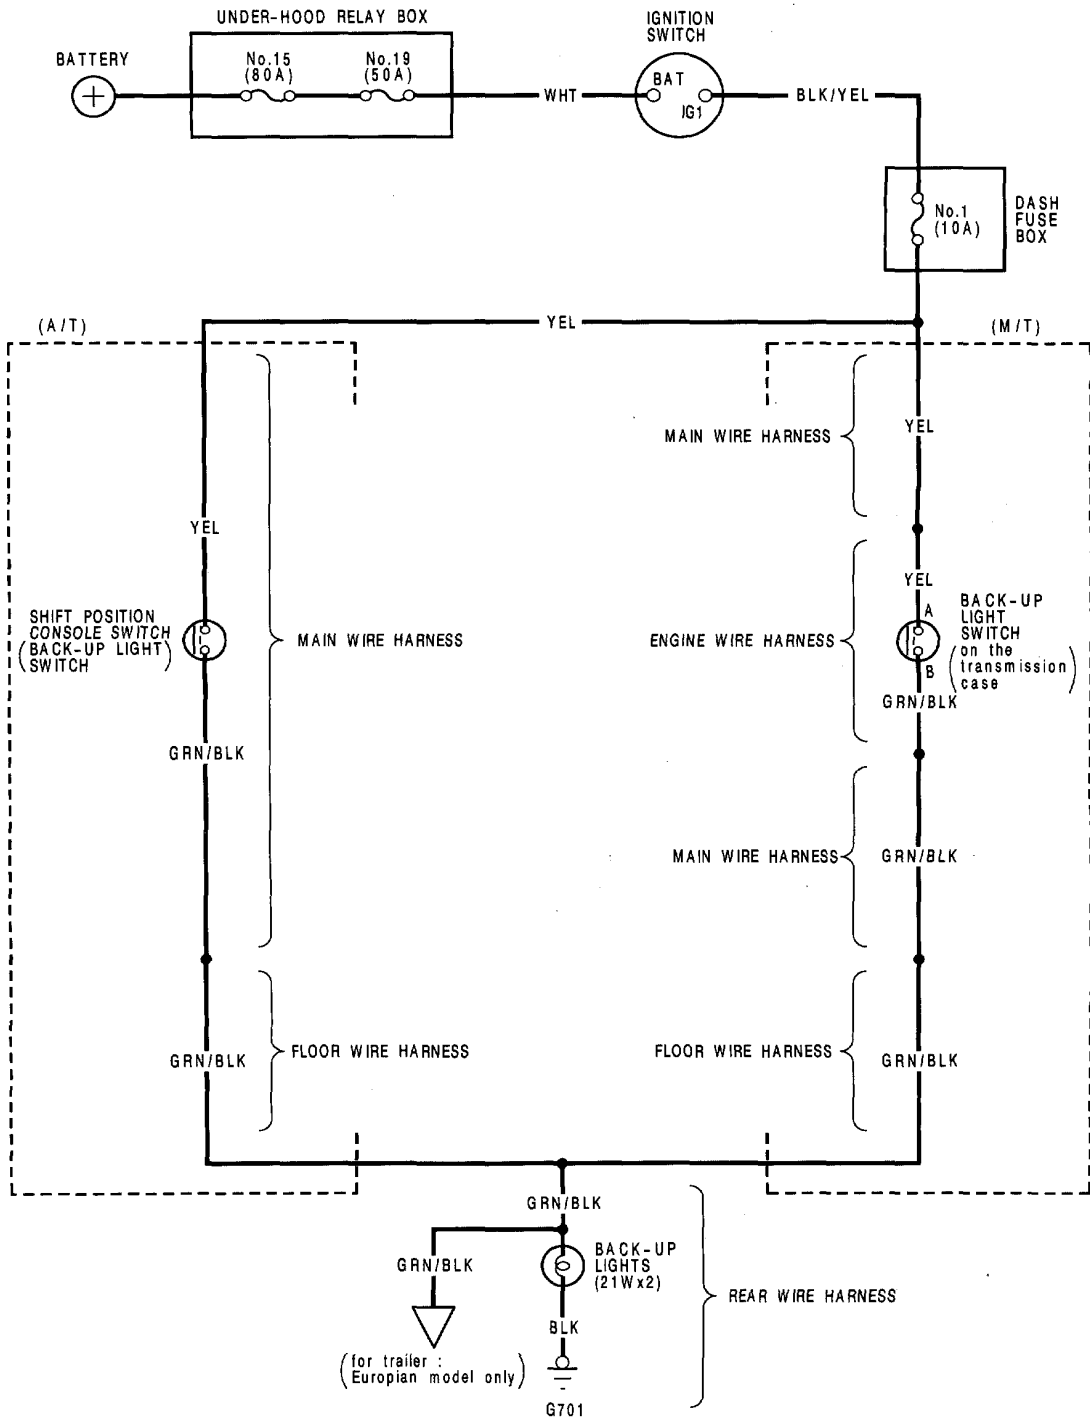 UNDER-HOOD RELAY BOX
IGNITION
SWITCH
BATTERY
No.15
(80A)
No.19
(50A)
WHT
BAT
IG1
BLK/YEL
No.1
(10A)
DASH
FUSE
BOX
(A/T)
YEL
(M/T)
MAIN WIRE HARNESS
YEL
YEL
YEL
SHIFT POSITION
CONSOLE SWITCH
(BACK-UP LIGHT)
SWITCH
MAIN WIRE HARNESS
ENGINE WIRE HARNESS
A
B
BACK-UP
LIGHT
SWITCH
(on the
transmission
case)
GRN/BLK
GRN/BLK
MAIN WIRE HARNESS
GRN/BLK
GRN/BLK
FLOOR WIRE HARNESS
FLOOR WIRE HARNESS
GRN/BLK
GRN/BLK
GRN/BLK
BACK-UP
LIGHTS
(21Wx2)
REAR WIRE HARNESS
BLK
(for trailer :
Europian model only)
G701